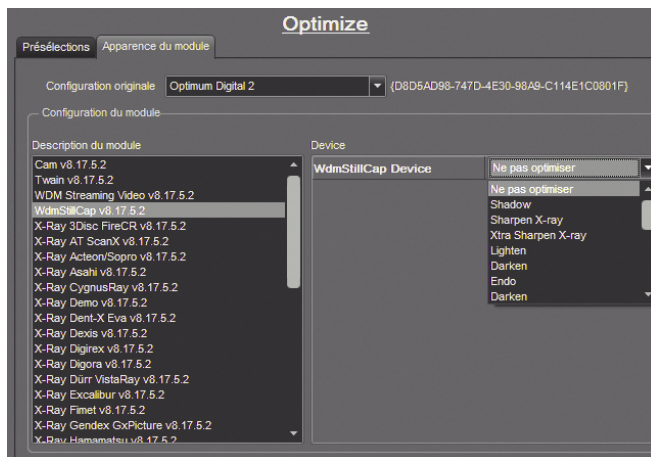 Optimize
Présélections
Apparence du module
Configuration originale
Optimum Digital 2
{D8D5AD98-747D-4E30-98A9-C114E1C0801F}
Configuration du module
Description du module
Cam v8.17.5.2
Twain v8.17.5.2
WDM Streaming Video v8.17.5.2
WdmStillCap v8.17.5.2
X-Ray 3Disc FireCR v8.17.5.2
X-Ray AT ScanX v8.17.5.2
X-Ray Acteon/Sopro v8.17.5.2
X-Ray Asahi v8.17.5.2
X-Ray CygnusRay v8.17.5.2
X-Ray Demo v8.17.5.2
X-Ray Dent-X Eva v8.17.5.2
X-Ray Dexis v8.17.5.2
X-Ray Digirex v8.17.5.2
X-Ray Digora v8.17.5.2
X-Ray Dürr VistaRay v8.17.5.2
X-Ray Excalibur v8.17.5.2
X-Ray Fimet v8.17.5.2
X-Ray Gendex GxPicture v8.17.5.2
X-Ray Hamamatsu v8.17.5.2
Device
WdmStillCap Device
Ne pas optimiser
Ne pas optimiser
Shadow
Sharpen X-ray
Xtra Sharpen X-ray
Lighten
Darken
Endo
Darken